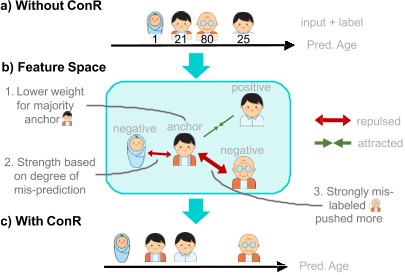 a) Without ConR
input + label
1 21 80 25
Pred. Age
b) Feature Space
1. Lower weight
for majority
anchor
positive
negative
anchor
repulsed
attracted
negative
2. Strength based
on degree of
mis-prediction
3. Strongly mis-
labeled
pushed more
c) With ConR
Pred. Age